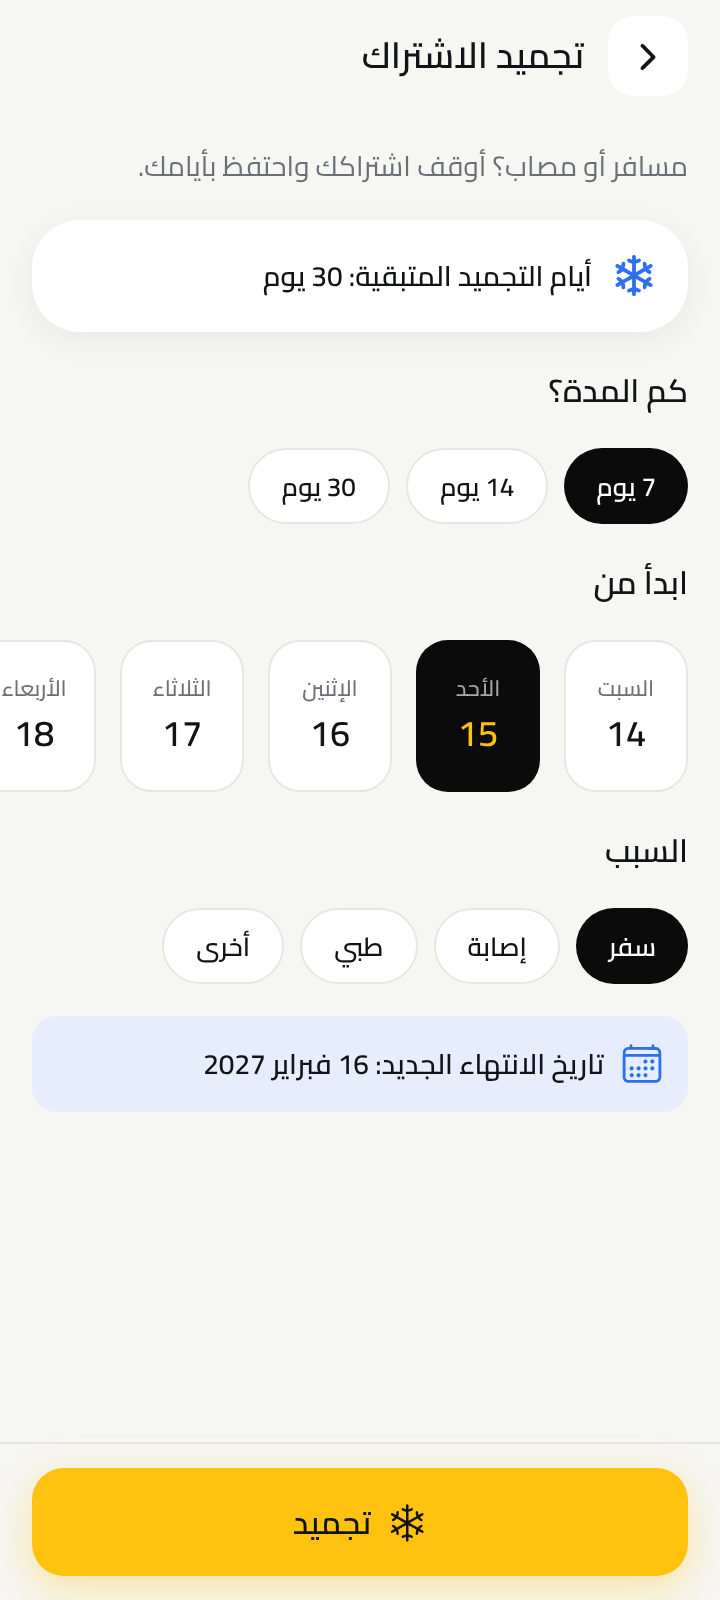 تجميد الاشتراك
مسافر أو مصاب؟ أوقف اشتراكك واحتفظ بأيامك.
أيام التجميد المتبقية: 30 يوم
كم المدة؟
7 يوم
14 يوم
30 يوم
ابدأ من
السبت
14
الأحد
15
الإثنين
16
الثلاثاء
17
الأربعاء
18
السبب
سفر
إصابة
طبي
أخرى
تاريخ الانتهاء الجديد: 16 فبراير 2027
تجميد